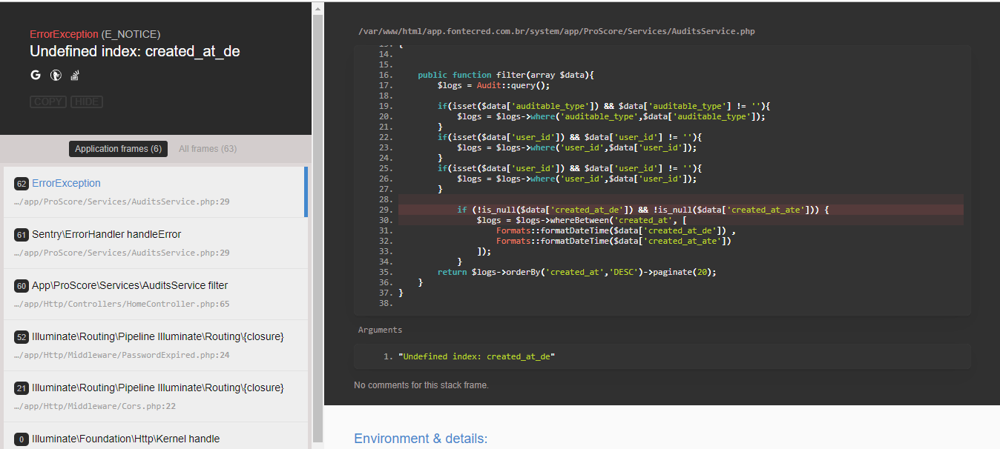 ErrorException (E_NOTICE)
Undefined index: created_at_de
COPY HIDE
Application frames (6) All frames (63)
62 ErrorException
…/app/ProScore/Services/AuditsService.php:29
61 Sentry\ErrorHandler handleError
…/app/ProScore/Services/AuditsService.php:29
60 App\ProScore\Services\AuditsService filter
…/app/Http/Controllers/HomeController.php:65
52 Illuminate\Routing\Pipeline Illuminate\Routing\{closure}
…/app/Http/Middleware/PasswordExpired.php:24
21 Illuminate\Routing\Pipeline Illuminate\Routing\{closure}
…/app/Http/Middleware/Cors.php:22
0 Illuminate\Foundation\Http\Kernel handle
/var/www/html/app.fontecred.com.br/system/app/ProScore/Services/AuditsService.php
13. {
14.
15.
16. public function filter(array $data){
17. $logs = Audit::query();
18.
19. if(isset($data['auditable_type']) && $data['auditable_type'] != ''){
20. $logs = $logs->where('auditable_type',$data['auditable_type']);
21. }
22. if(isset($data['user_id']) && $data['user_id'] != ''){
23. $logs = $logs->where('user_id',$data['user_id']);
24. }
25. if(isset($data['user_id']) && $data['user_id'] != ''){
26. $logs = $logs->where('user_id',$data['user_id']);
27. }
28.
29. if (!is_null($data['created_at_de']) && !is_null($data['created_at_ate'])) {
30. $logs = $logs->whereBetween('created_at', [
31. Formats::formatDateTime($data['created_at_de']) ,
32. Formats::formatDateTime($data['created_at_ate'])
33. ]);
34. }
35. return $logs->orderBy('created_at','DESC')->paginate(20);
36. }
37. }
38.
Arguments
1. "Undefined index: created_at_de"
No comments for this stack frame.
Environment & details: